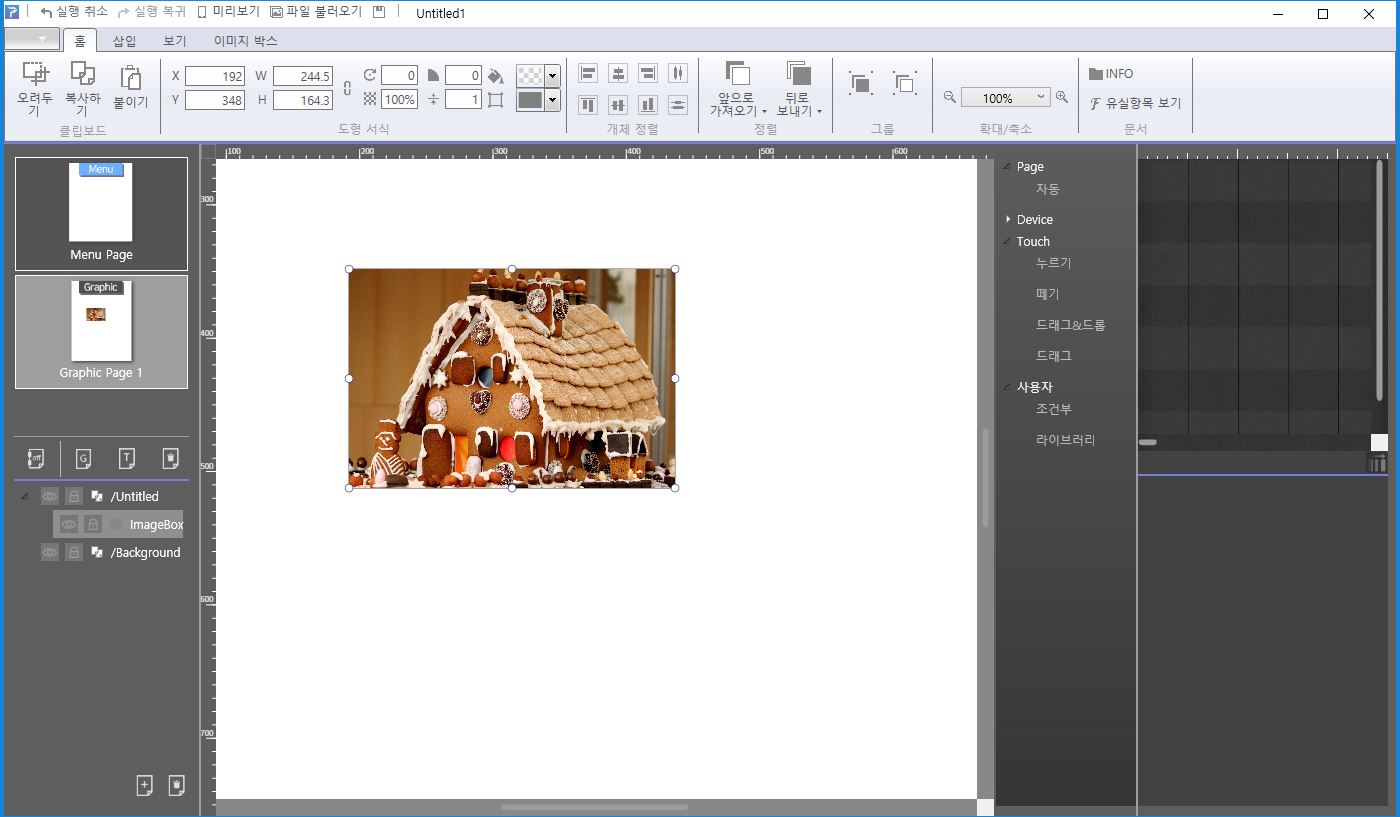 실행 취소 실행 복귀 미리보기 파일 불러오기 Untitled1
홈 삽입 보기 이미지 박스
X 192 W 244.5 0 0
Y 348 H 164.3 100% 1
오려두기
복사하기
붙이기
클립보드
도형 서식
개체 정렬
앞으로
가져오기
뒤로
보내기
정렬
그룹
100%
확대/축소
INFO
유실항목 보기
문서
100 200 300 400 500 600
300
400
500
600
700
Menu
Menu Page
Graphic
Graphic Page 1
off G T
/Untitled
ImageBox
/Background
Page
자동
Device
Touch
누르기
떼기
드래그&드롭
드래그
사용자
조건부
라이브러리